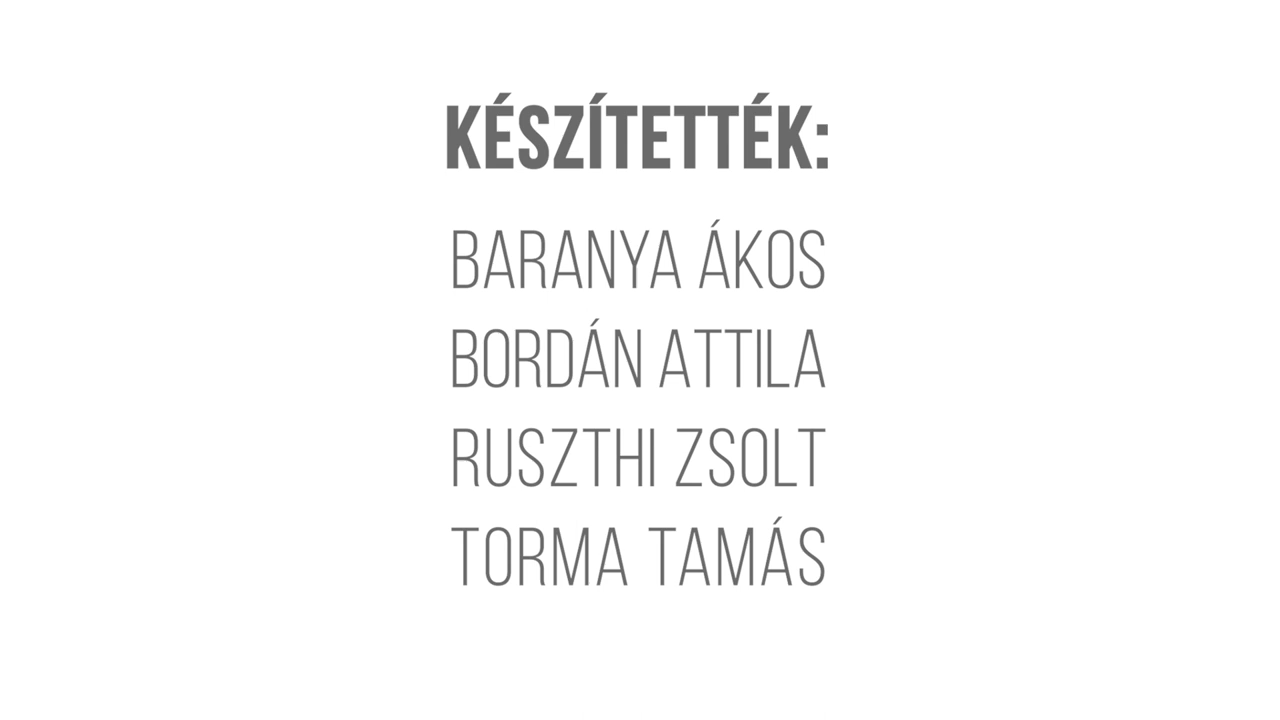 KÉSZÍTETTÉK:
BARANYA ÁKOS
BORDÁN ATTILA
RUSZTHI ZSOLT
TORMA TAMÁS